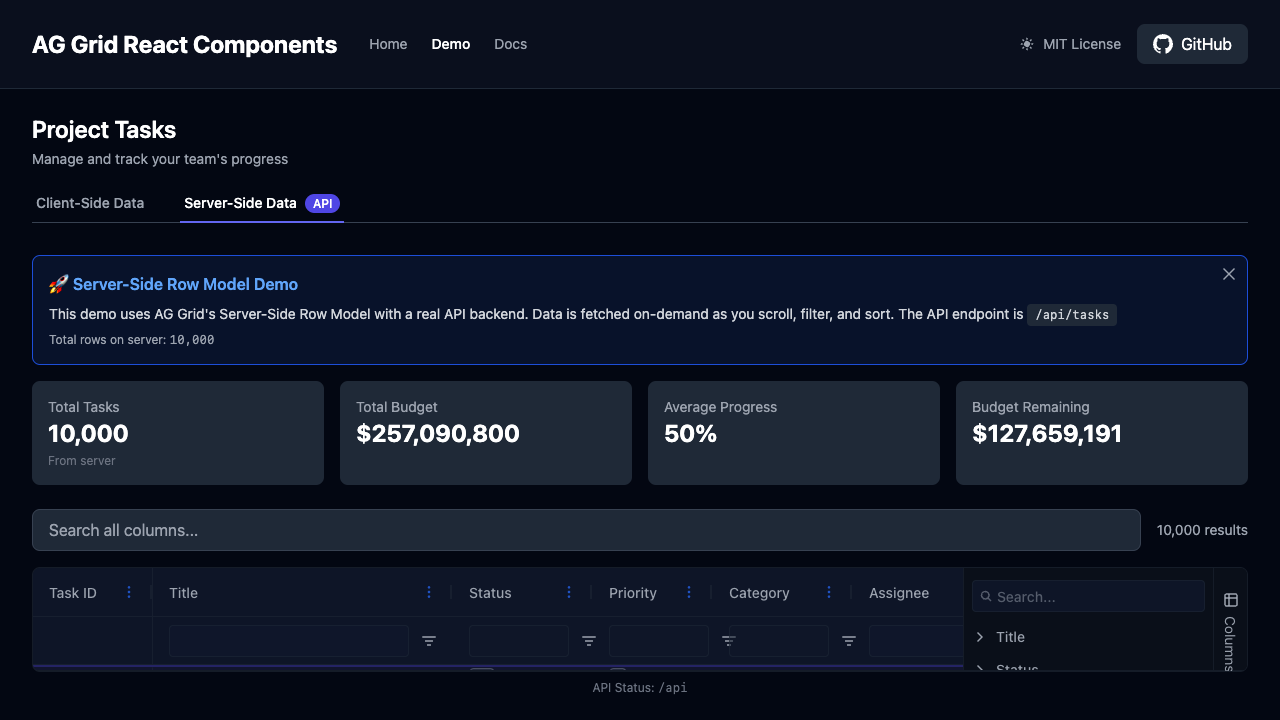 AG Grid React Components
Home
Demo
Docs
MIT License
GitHub
Project Tasks
Manage and track your team's progress
Client-Side Data
Server-Side Data API
🚀 Server-Side Row Model Demo
This demo uses AG Grid's Server-Side Row Model with a real API backend. Data is fetched on-demand as you scroll, filter, and sort. The API endpoint is /api/tasks
Total rows on server: 10,000
Total Tasks
10,000
From server
Total Budget
$257,090,800
Average Progress
50%
Budget Remaining
$127,659,191
Search all columns...
10,000 results
Task ID
Title
Status
Priority
Category
Assignee
Search...
Title
Status
Columns
API Status: /api